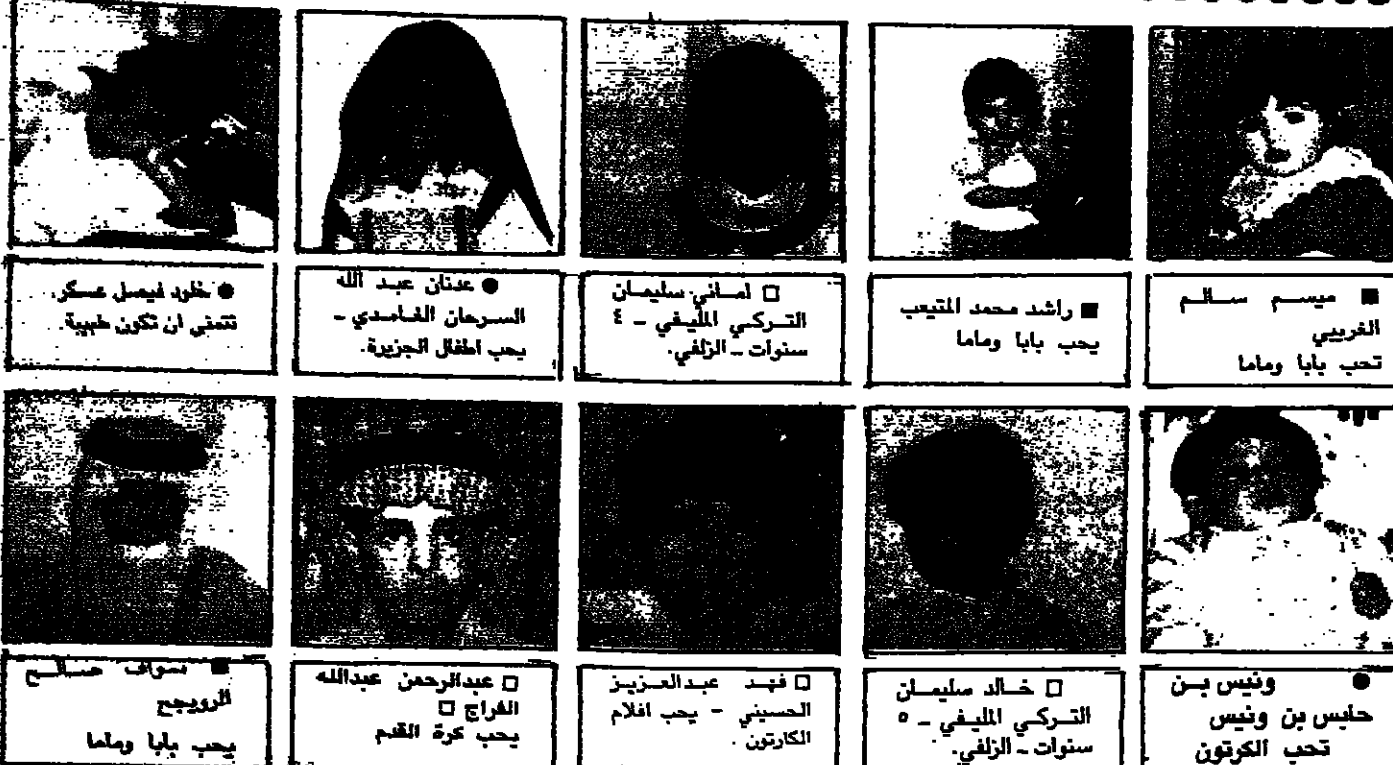 ■ ميسم سالم
الغريبي
تحب بابا وماما
■ راشد محمد المتيعب
يحب بابا وماما
□ اماني سليمان
التركي المليفي ـ ٤
سنوات ـ الزلفي.
● عدنان عبد الله
السرحان الغامدي ـ
يحب اطفال الجزيرة.
● خلود فيصل عسكر.
تتمنى ان تكون طبيبة.
● ونيس بن
حابس بن ونيس
تحب الكرتون
□ خالد سليمان
التركي المليفي ـ ٥
سنوات ـ الزلفي.
□ فهد عبدالعزيز
الحسيني - يحب افلام
الكارتون.
□ عبدالرحمن عبدالله
الفراج □
يحب كرة القدم
■ نواف صالح
الرويجح
يحب بابا وماما